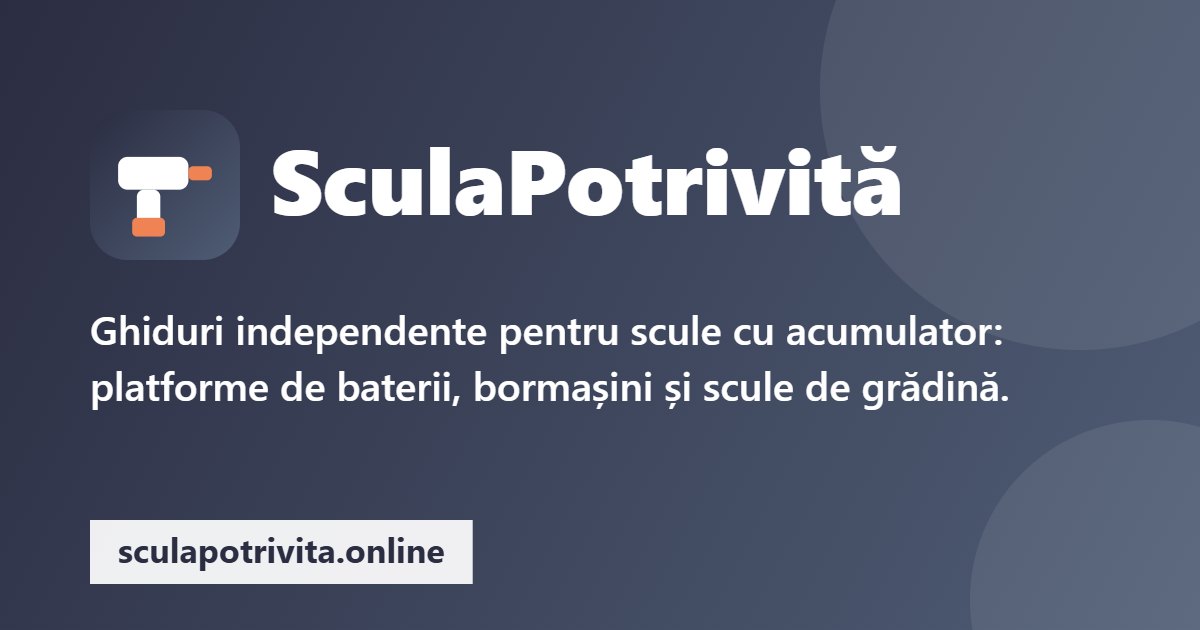 SculaPotrivită
Ghiduri independente pentru scule cu acumulator:
platforme de baterii, bormașini și scule de grădină.
sculapotrivita.online